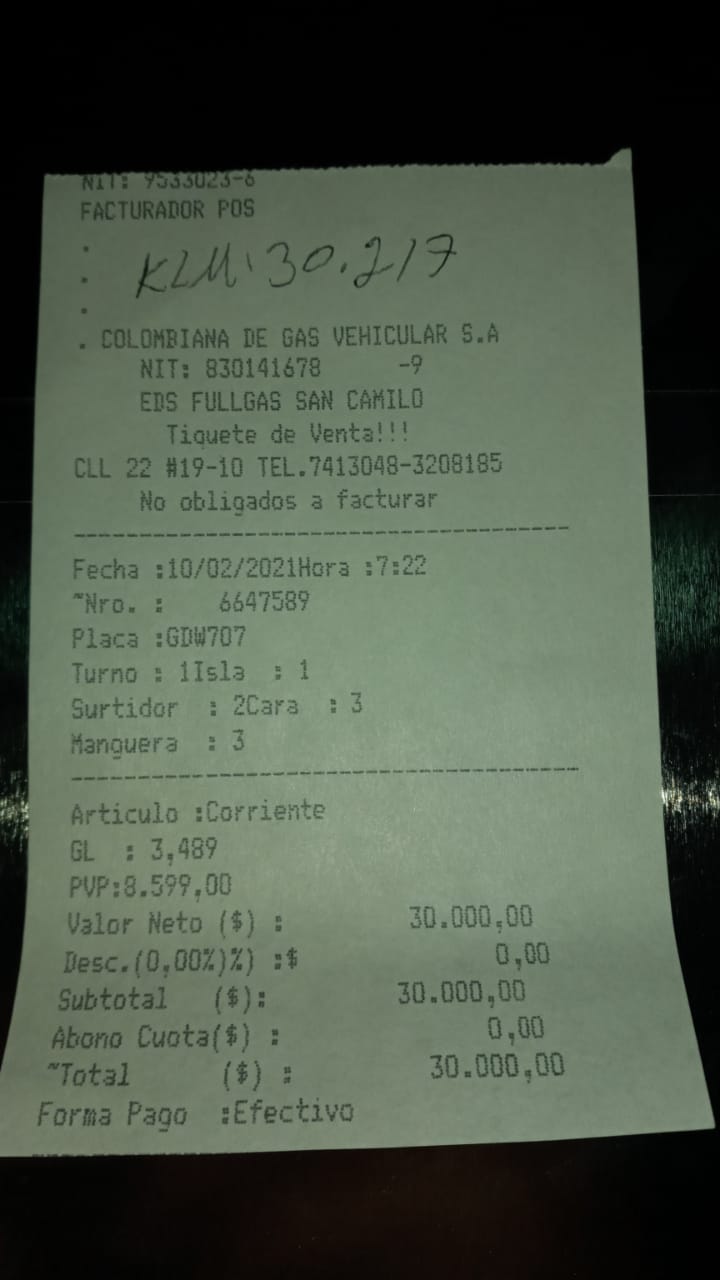 NIT: 9533023-6
FACTURADOR POS
.
KLM: 30.217
.
.
. COLOMBIANA DE GAS VEHICULAR S.A
NIT: 830141678 -9
EDS FULLGAS SAN CAMILO
Tiquete de Venta!!!
CLL 22 #19-10 TEL.7413048-3208185
No obligados a facturar
------------------------------------
Fecha :10/02/2021Hora :7:22
~Nro. : 6647589
Placa :GDW707
Turno : 1Isla : 1
Surtidor : 2Cara : 3
Manguera : 3
------------------------------------
Articulo :Corriente
GL : 3,489
PVP:8.599,00
Valor Neto ($) : 30.000,00
Desc.(0,00%)%) :$ 0,00
Subtotal ($): 30.000,00
Abono Cuota($) : 0,00
~Total ($) : 30.000,00
Forma Pago :Efectivo